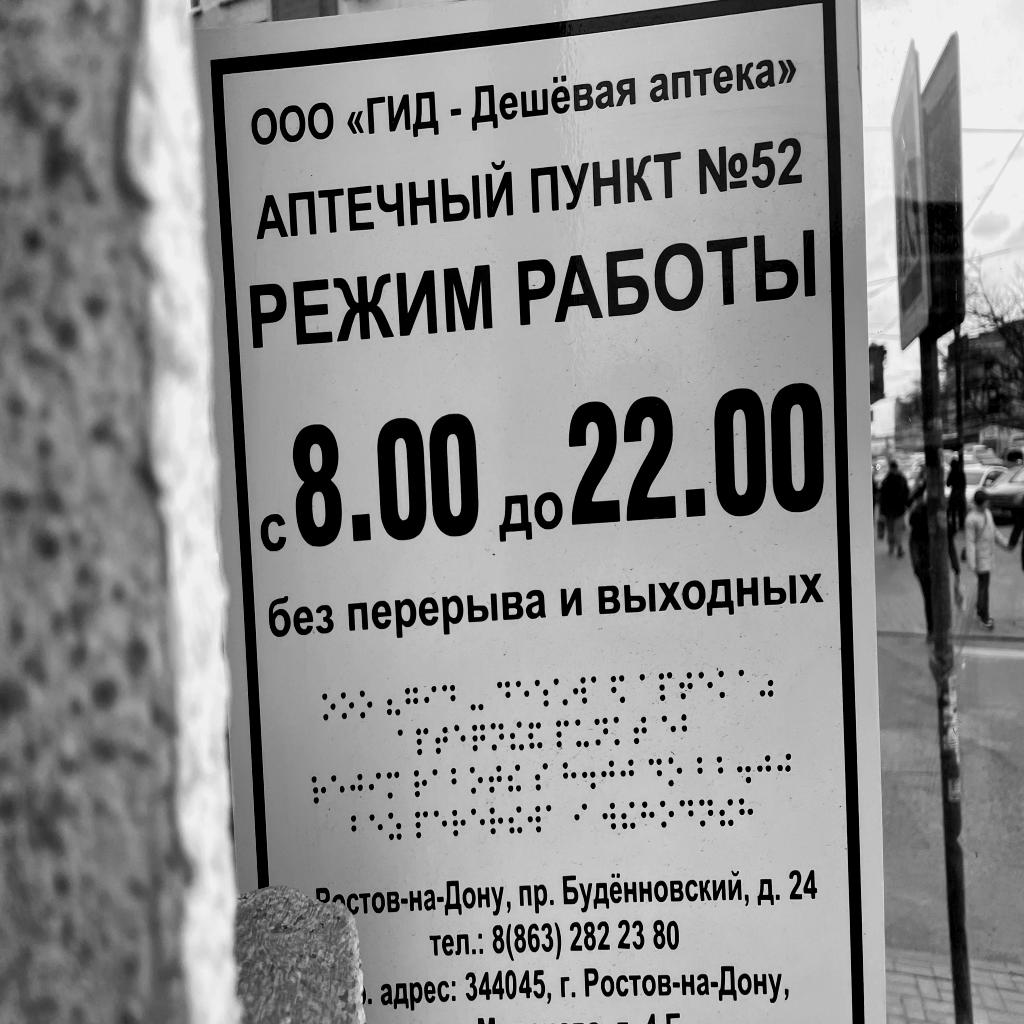 ООО «ГИД - Дешёвая аптека»
АПТЕЧНЫЙ ПУНКТ №52
РЕЖИМ РАБОТЫ
с 8.00 до 22.00
без перерыва и выходных
Ростов-на-Дону, пр. Будённовский, д. 24
тел.: 8(863) 282 23 80
адрес: 344045, г. Ростов-на-Дону,